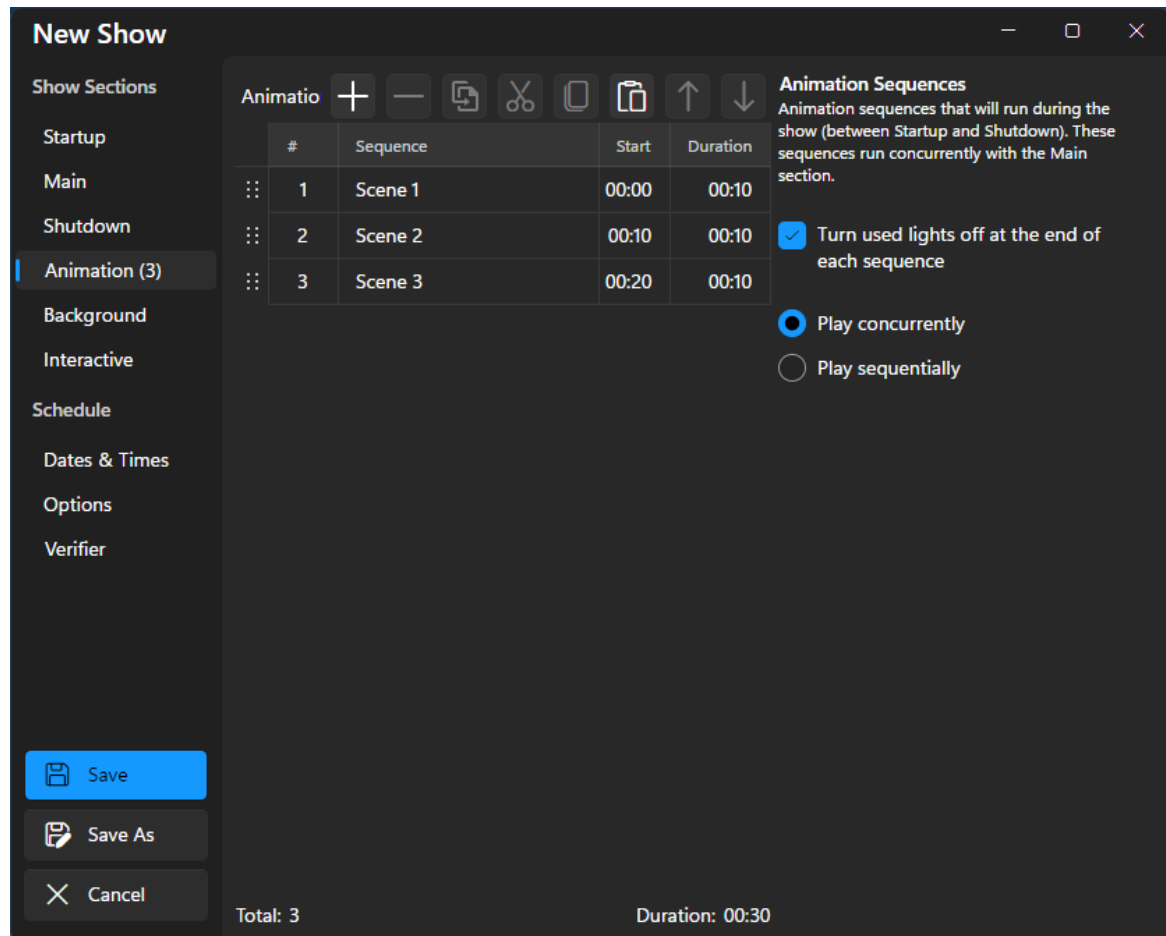 New Show
Show Sections
Startup
Main
Shutdown
Animation (3)
Background
Interactive
Schedule
Dates & Times
Options
Verifier
Save
Save As
Cancel
Animatio
# Sequence Start Duration
1 Scene 1 00:00 00:10
2 Scene 2 00:10 00:10
3 Scene 3 00:20 00:10
Total: 3 Duration: 00:30
Animation Sequences
Animation sequences that will run during the
show (between Startup and Shutdown). These
sequences run concurrently with the Main
section.
Turn used lights off at the end of
each sequence
Play concurrently
Play sequentially